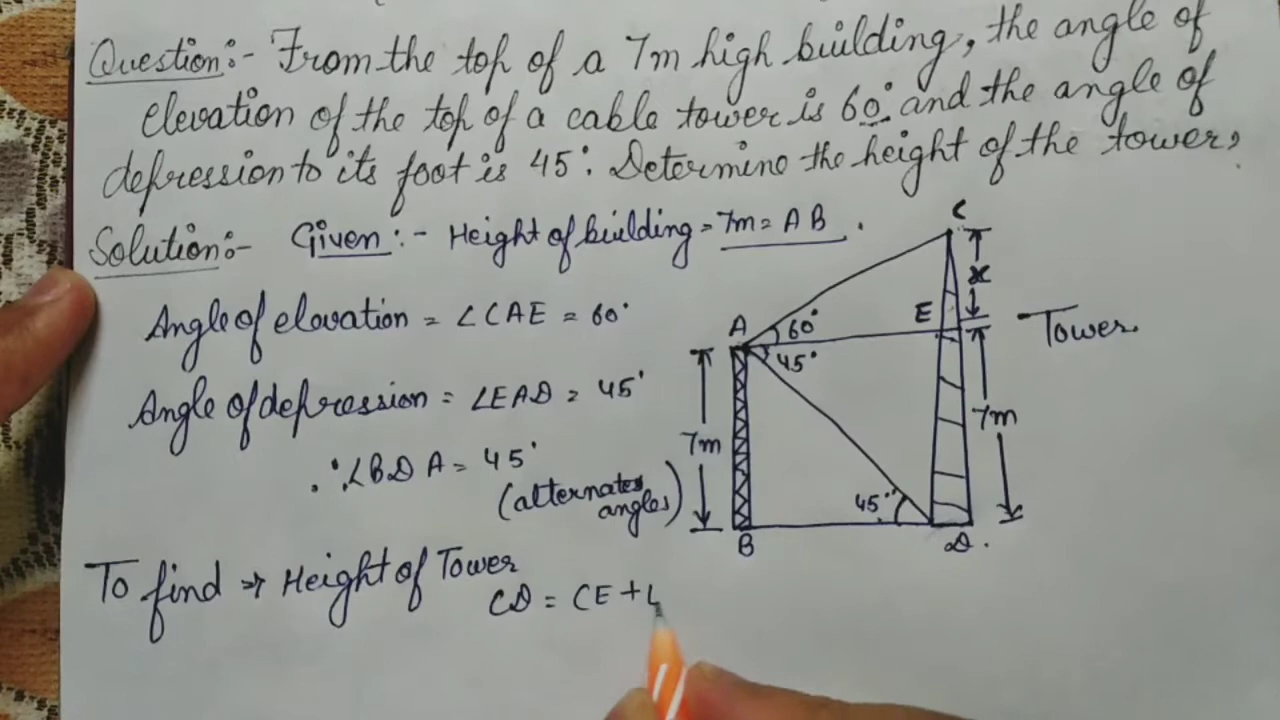 Question:- From the top of a 7m high building, the angle of
elevation of the top of a cable tower is 60° and the angle of
depression to its foot is 45°. Determine the height of the tower.
Solution:- Given:- Height of building = 7m = AB.
Angle of elevation = ∠CAE = 60°
Angle of depression = ∠EAD = 45°
∴ ∠BDA = 45°
(alternates
angles)
To find ⇒ Height of Tower
CD = CE +
C
x
E
Tower
A
60°
45°
7m
7m
45°
B
D.